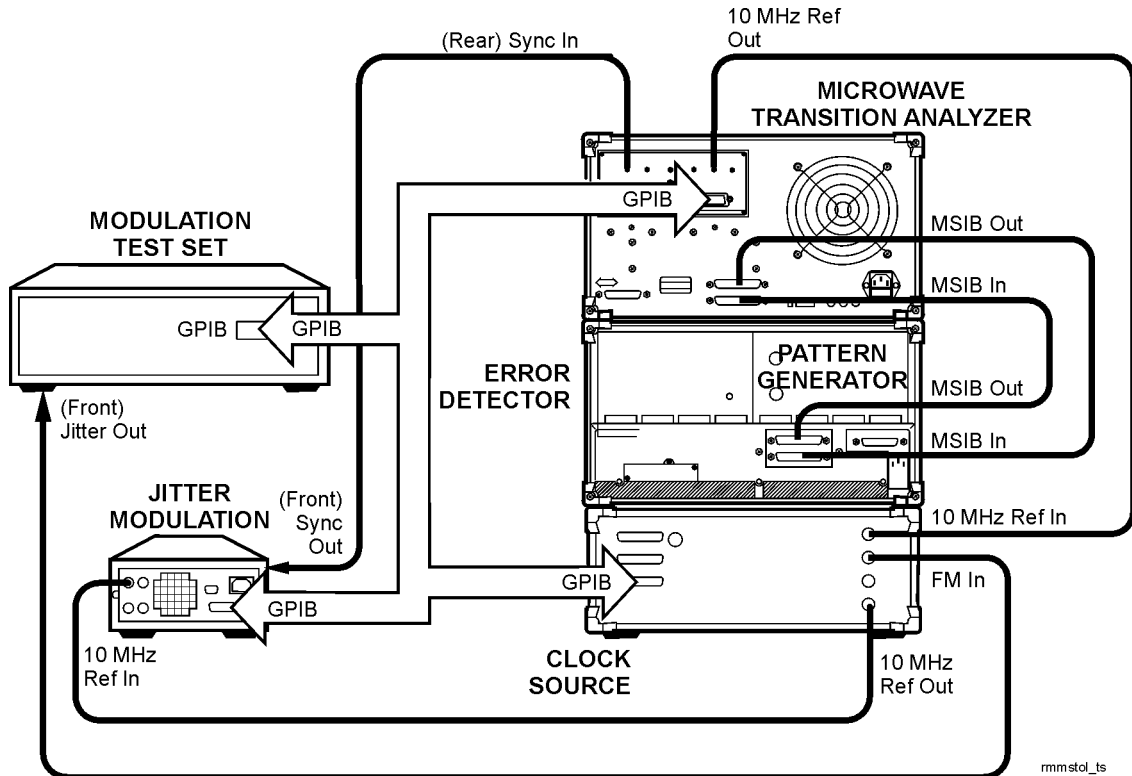 10 MHz Ref
Out
(Rear) Sync In
MICROWAVE
TRANSITION ANALYZER
GPIB
MODULATION
TEST SET
MSIB Out
MSIB In
GPIB
GPIB
PATTERN
GENERATOR
ERROR
DETECTOR
MSIB Out
(Front)
Jitter Out
MSIB In
JITTER
MODULATION
(Front)
Sync
Out
10 MHz Ref In
FM In
GPIB
GPIB
10 MHz
Ref In
CLOCK
SOURCE
10 MHz
Ref Out
rmmstol_ts